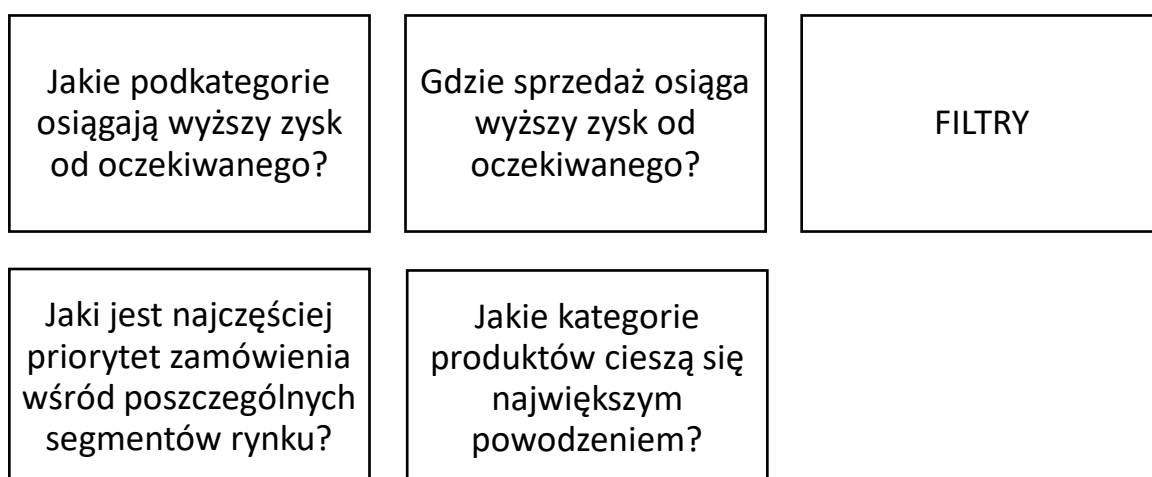 Jakie podkategorie
osiągają wyższy zysk
od oczekiwanego?
Gdzie sprzedaż osiąga
wyższy zysk od
oczekiwanego?
FILTRY
Jaki jest najczęściej
priorytet zamówienia
wśród poszczególnych
segmentów rynku?
Jakie kategorie
produktów cieszą się
największym
powodzeniem?